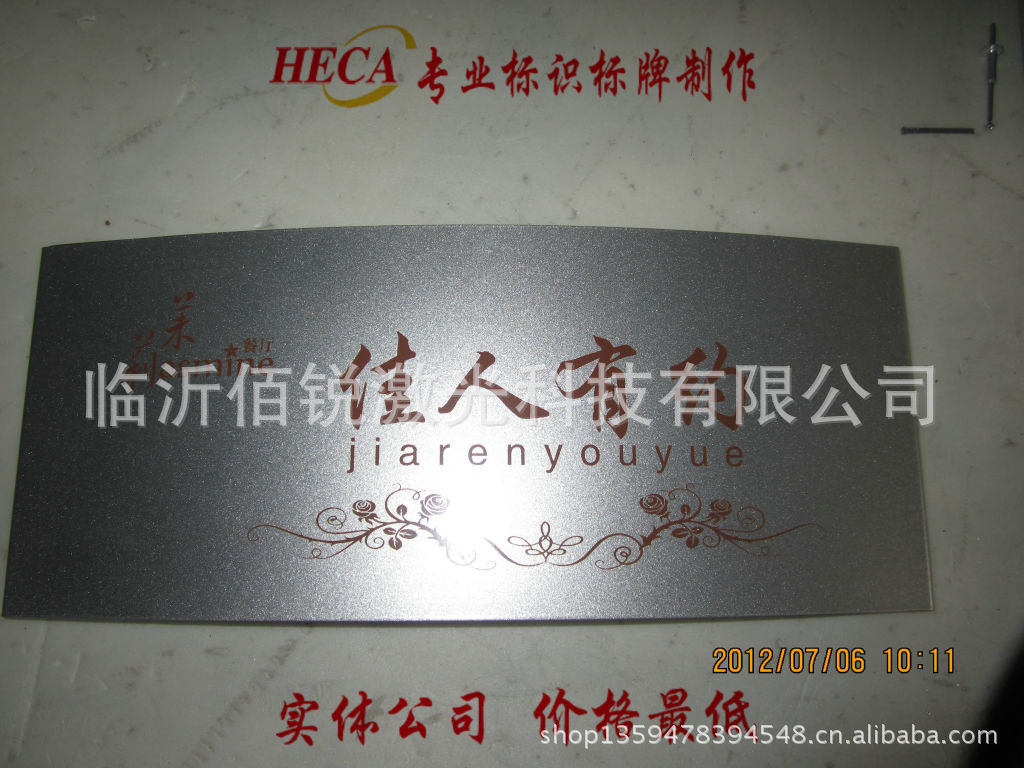 HECA 专业标识标牌制作
茉
餐厅
佳人有约
临沂佰锐激光科技有限公司
jiarenyouyue
2012/07/06 10:11
实体公司 价格最低
shop1359478394548.cn.alibaba.com